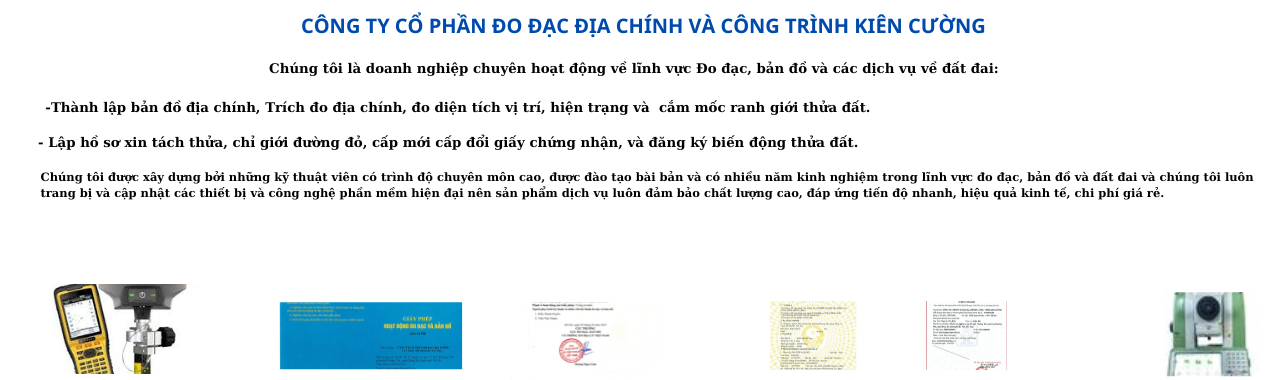 CÔNG TY CỔ PHẦN ĐO ĐẠC ĐỊA CHÍNH VÀ CÔNG TRÌNH KIÊN CƯỜNG
Chúng tôi là doanh nghiệp chuyên hoạt động về lĩnh vực Đo đạc, bản đồ và các dịch vụ về đất đai:
-Thành lập bản đồ địa chính, Trích đo địa chính, đo diện tích vị trí, hiện trạng và  cắm mốc ranh giới thửa đất.
- Lập hồ sơ xin tách thửa, chỉ giới đường đỏ, cấp mới cấp đổi giấy chứng nhận, và đăng ký biến động thửa đất.
Chúng tôi được xây dựng bởi những kỹ thuật viên có trình độ chuyên môn cao, được đào tạo bài bản và có nhiều năm kinh nghiệm trong lĩnh vực đo đạc, bản đồ và đất đai và chúng tôi luôn
trang bị và cập nhật các thiết bị và công nghệ phần mềm hiện đại nên sản phẩm dịch vụ luôn đảm bảo chất lượng cao, đáp ứng tiến độ nhanh, hiệu quả kinh tế, chi phí giá rẻ.
GIẤY PHÉP
HOẠT ĐỘNG ĐO ĐẠC VÀ BẢN ĐỒ